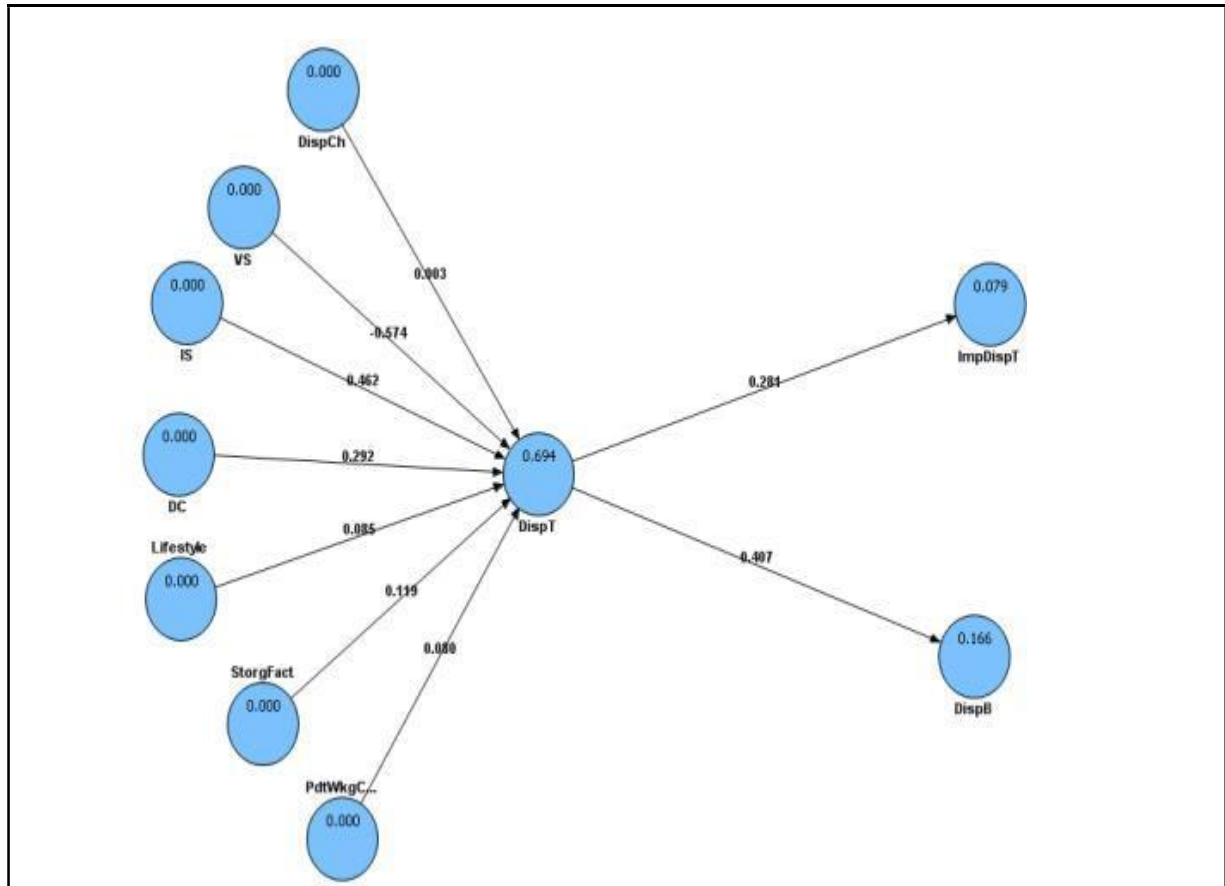 0.000
DispCh
0.000
VS
0.003
0.000
IS
-0.574
0.079
ImpDispT
0.462
0.281
0.000
DC
0.292
0.694
DispT
Lifestyle
0.000
0.085
0.407
0.119
0.166
DispB
StorgFact
0.000
0.080
PdtWkgC...
0.000